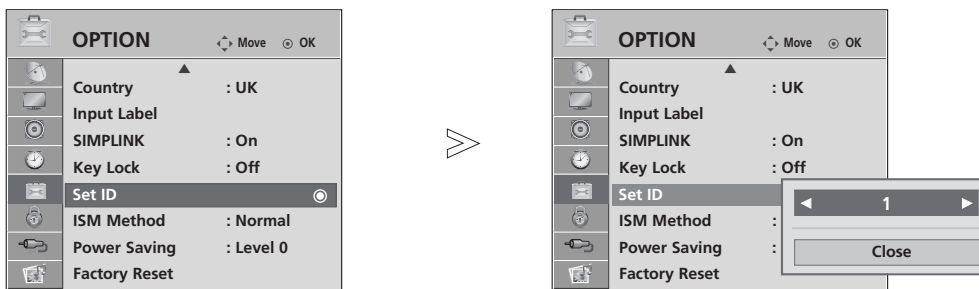 OPTION Move OK
Country : UK
Input Label
SIMPLINK : On
Key Lock : Off
Set ID
ISM Method : Normal
Power Saving : Level 0
Factory Reset
OPTION Move OK
Country : UK
Input Label
SIMPLINK : On
Key Lock : Off
Set ID
ISM Method :
Power Saving :
Factory Reset
1
Close